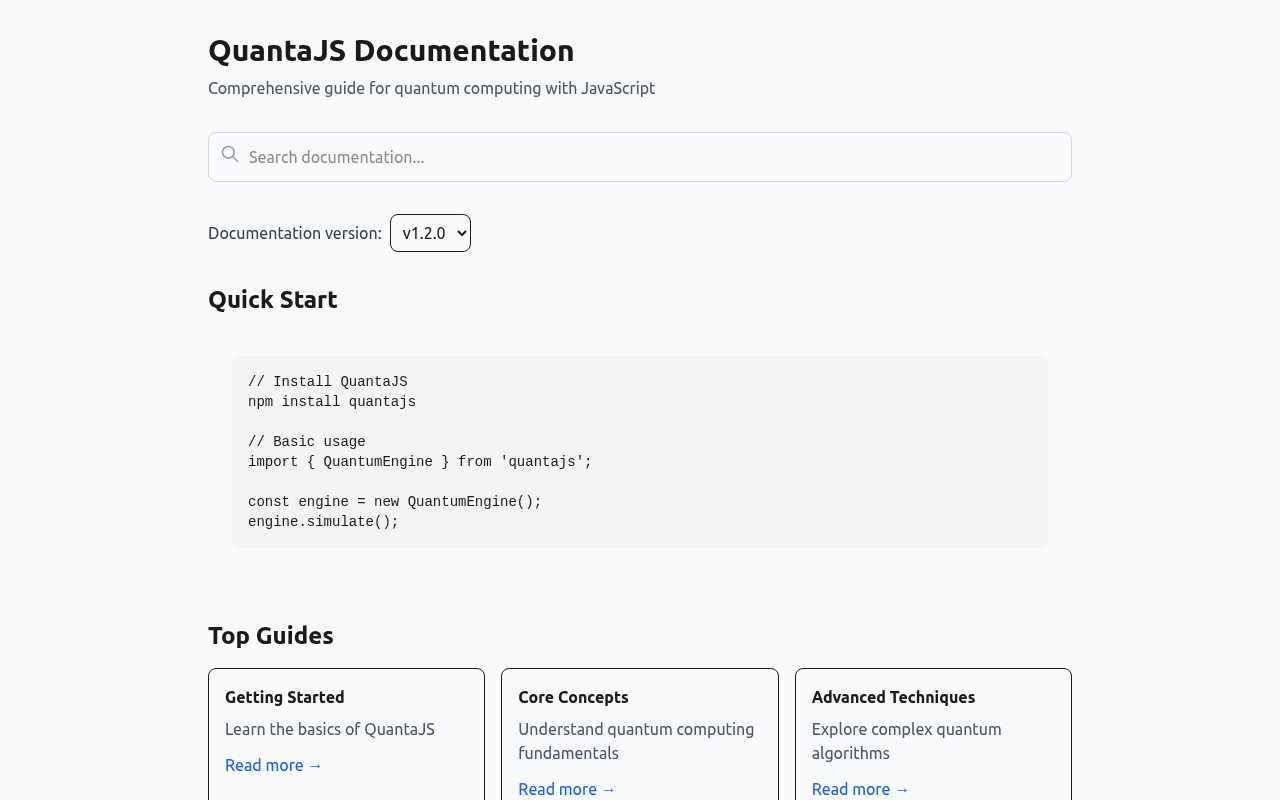 QuantaJS Documentation
Comprehensive guide for quantum computing with JavaScript
Search documentation...
Documentation version: v1.2.0
Quick Start
// Install QuantaJS
npm install quantajs
// Basic usage
import { QuantumEngine } from 'quantajs';
const engine = new QuantumEngine();
engine.simulate();
Top Guides
Getting Started
Learn the basics of QuantaJS
Read more →
Core Concepts
Understand quantum computing
fundamentals
Read more →
Advanced Techniques
Explore complex quantum
algorithms
Read more →